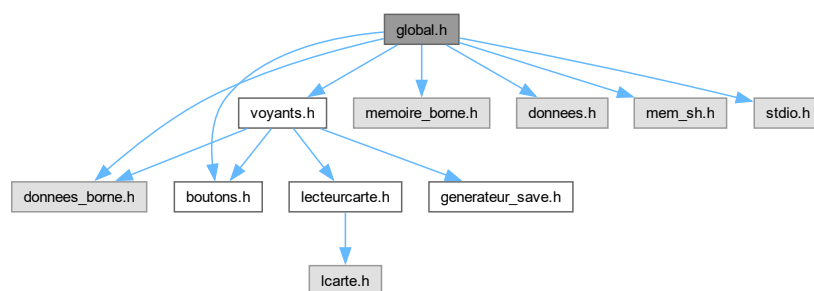 global.h
voyants.h
memoire_borne.h
donnees.h
mem_sh.h
stdio.h
donnees_borne.h
boutons.h
lecteurcarte.h
generateur_save.h
lcarte.h